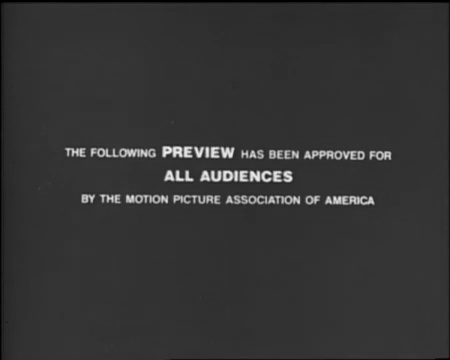 THE FOLLOWING PREVIEW HAS BEEN APPROVED FOR
ALL AUDIENCES
BY THE MOTION PICTURE ASSOCIATION OF AMERICA